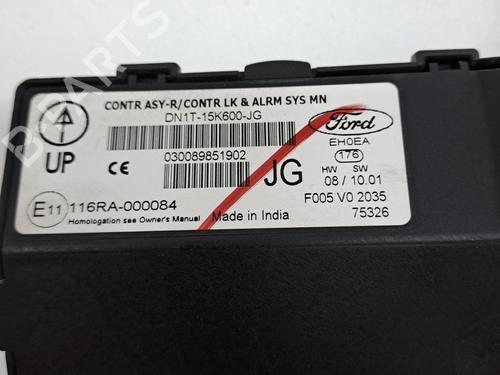 CONTR ASY-R/CONTR LK & ALRM SYS MN
DN1T-15K600-JG
Ford
EH0EA
176
UP
CE
030089851902
JG
HW SW
08 / 10.01
E11
116RA-000084
F005 V0 2035
Homologation see Owner's Manual
Made in India
75326